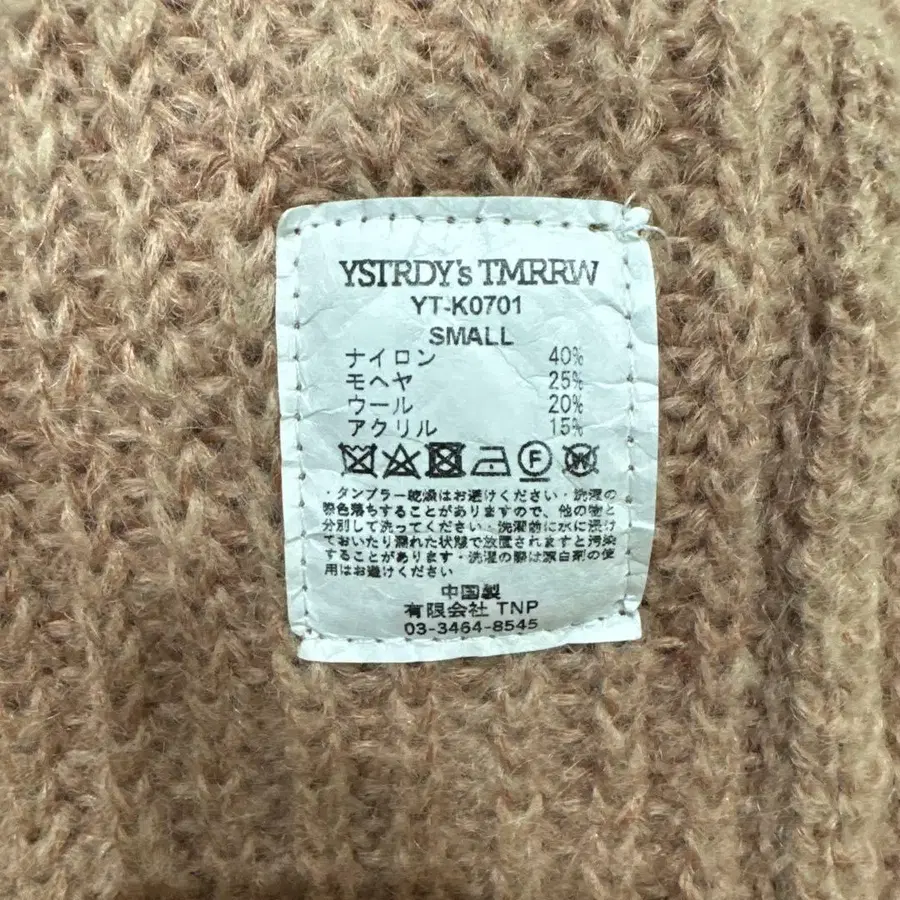 YSTRDY's TMRRW
YT-K0701
SMALL
ナイロン 40%
モヘヤ 25%
ウール 20%
アクリル 15%
F W
・タンブラー乾燥はお避けください・洗濯の
際色落ちすることがありますので、他の物と
分別して洗ってください・洗濯前に水に浸け
ておいたり濡れた状態で放置されますと汚染
することがあります・洗濯の際は漂白剤の使
用はお避けください
中国製
有限会社 TNP
03-3464-8545